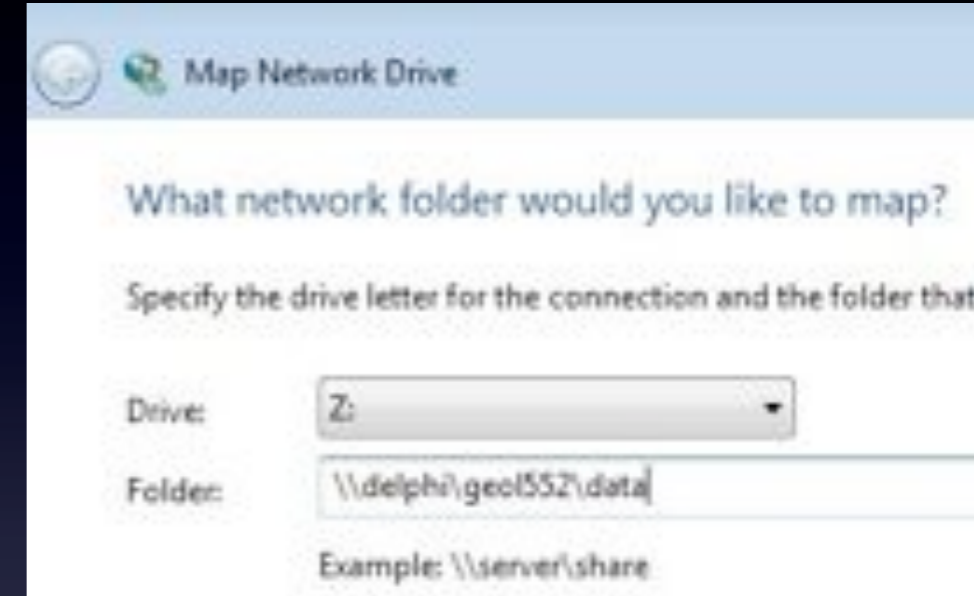 Map Network Drive
What network folder would you like to map?
Specify the drive letter for the connection and the folder that
Drive: Z:
Folder: \\delphi\geol552\data
Example: \\server\share